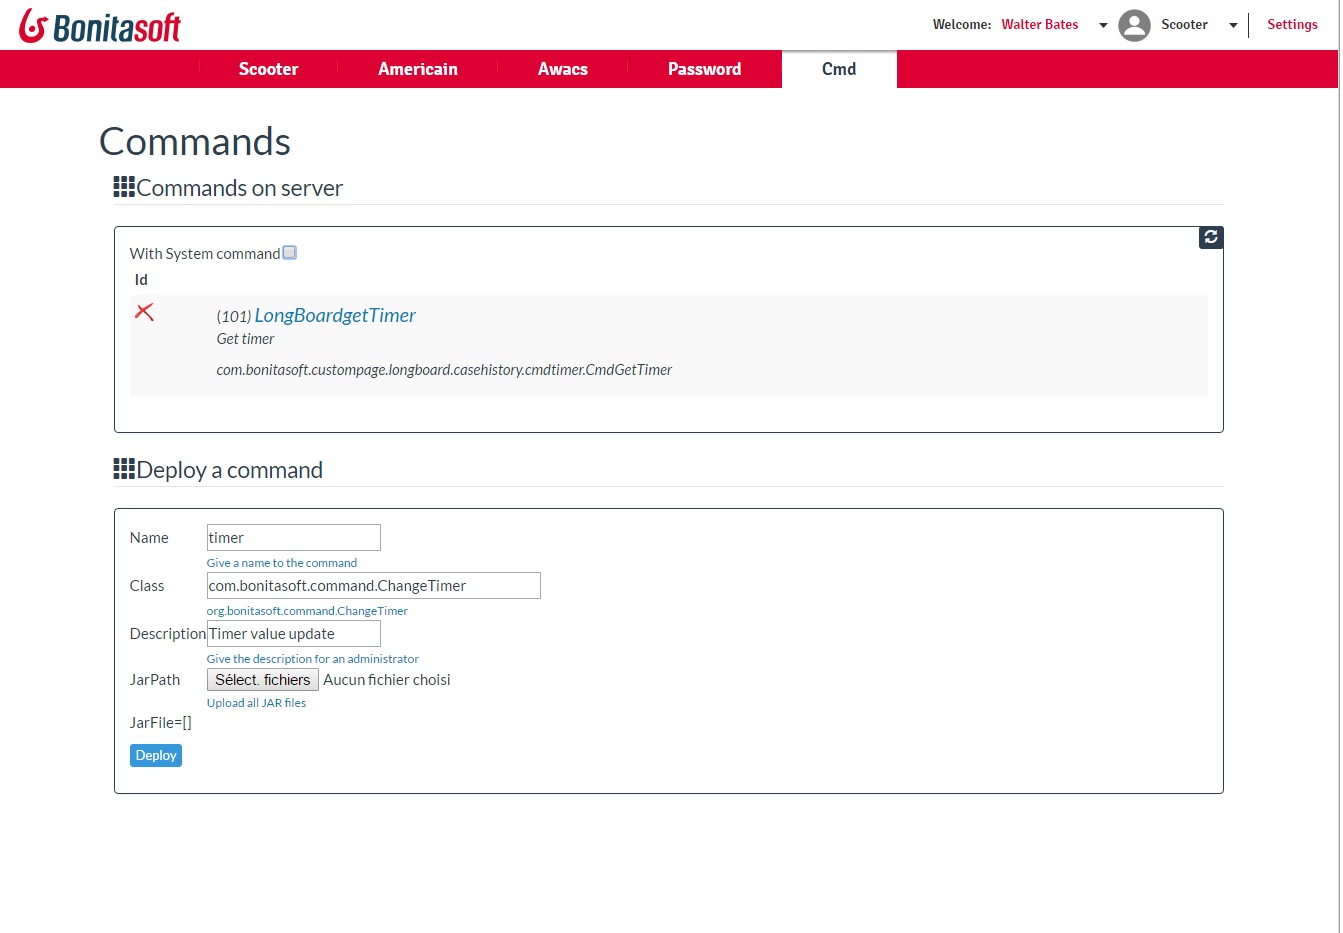 Bonitasoft
Welcome: Walter Bates Scooter Settings
Scooter Americain Awacs Password Cmd
Commands
Commands on server
With System command
Id
(101) LongBoardgetTimer
Get timer
com.bonitasoft.custompage.longboard.casehistory.cmdtimer.CmdGetTimer
Deploy a command
Name timer
Give a name to the command
Class com.bonitasoft.command.ChangeTimer
org.bonitasoft.command.ChangeTimer
Description Timer value update
Give the description for an administrator
JarPath Sélect. fichiers Aucun fichier choisi
Upload all JAR files
JarFile=[]
Deploy